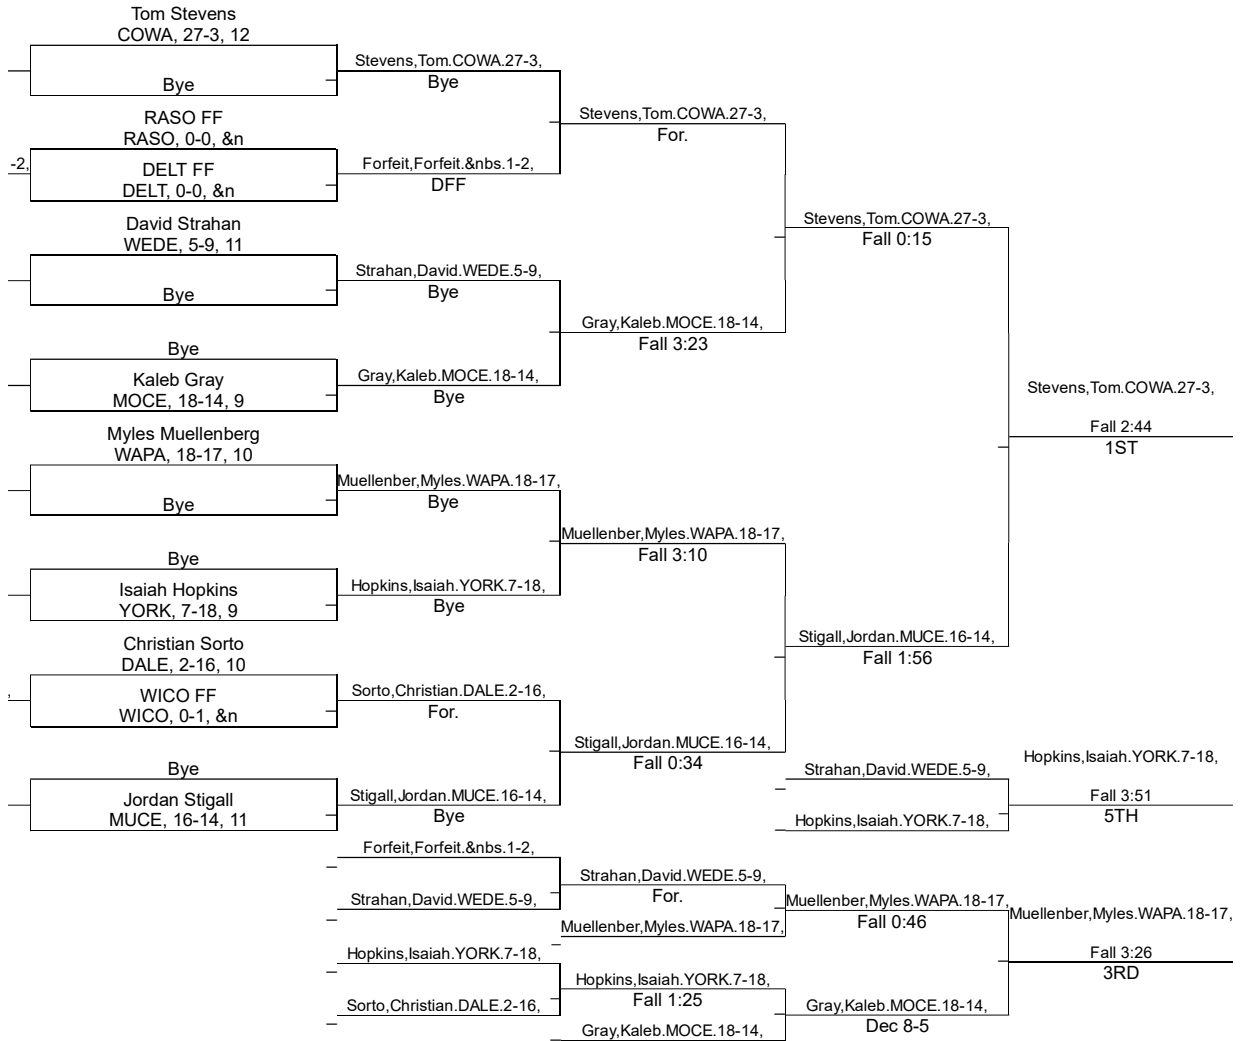 Tom Stevens
COWA, 27-3, 12
Bye
RASO FF
RASO, 0-0, &n
-2,
DELT FF
DELT, 0-0, &n
David Strahan
WEDE, 5-9, 11
Bye
Bye
Kaleb Gray
MOCE, 18-14, 9
Myles Muellenberg
WAPA, 18-17, 10
Bye
Bye
Isaiah Hopkins
YORK, 7-18, 9
Christian Sorto
DALE, 2-16, 10
,
WICO FF
WICO, 0-1, &n
Bye
Jordan Stigall
MUCE, 16-14, 11
Stevens,Tom.COWA.27-3,
Bye
Forfeit,Forfeit.&nbs.1-2,
DFF
Strahan,David.WEDE.5-9,
Bye
Gray,Kaleb.MOCE.18-14,
Bye
Muellenber,Myles.WAPA.18-17,
Bye
Hopkins,Isaiah.YORK.7-18,
Bye
Sorto,Christian.DALE.2-16,
For.
Stigall,Jordan.MUCE.16-14,
Bye
Stevens,Tom.COWA.27-3,
For.
Gray,Kaleb.MOCE.18-14,
Fall 3:23
Muellenber,Myles.WAPA.18-17,
Fall 3:10
Stigall,Jordan.MUCE.16-14,
Fall 0:34
Stevens,Tom.COWA.27-3,
Fall 0:15
Stigall,Jordan.MUCE.16-14,
Fall 1:56
Stevens,Tom.COWA.27-3,
Fall 2:44
1ST
Strahan,David.WEDE.5-9,
Hopkins,Isaiah.YORK.7-18,
Hopkins,Isaiah.YORK.7-18,
Fall 3:51
5TH
Forfeit,Forfeit.&nbs.1-2,
Strahan,David.WEDE.5-9,
Hopkins,Isaiah.YORK.7-18,
Sorto,Christian.DALE.2-16,
Strahan,David.WEDE.5-9,
For.
Muellenber,Myles.WAPA.18-17,
Hopkins,Isaiah.YORK.7-18,
Fall 1:25
Gray,Kaleb.MOCE.18-14,
Muellenber,Myles.WAPA.18-17,
Fall 0:46
Gray,Kaleb.MOCE.18-14,
Dec 8-5
Muellenber,Myles.WAPA.18-17,
Fall 3:26
3RD